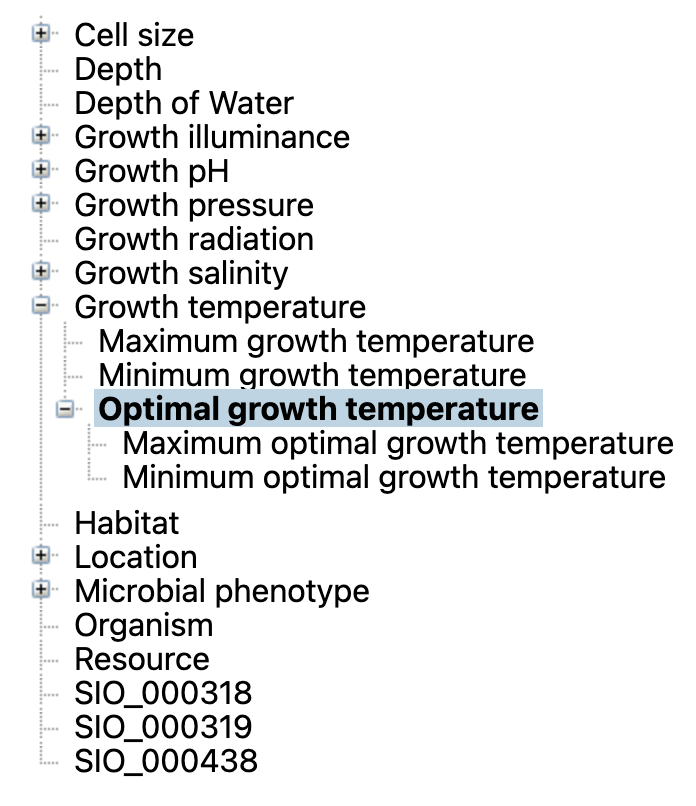 Cell size
Depth
Depth of Water
Growth illuminance
Growth pH
Growth pressure
Growth radiation
Growth salinity
Growth temperature
Maximum growth temperature
Minimum growth temperature
Optimal growth temperature
Maximum optimal growth temperature
Minimum optimal growth temperature
Habitat
Location
Microbial phenotype
Organism
Resource
SIO_000318
SIO_000319
SIO_000438